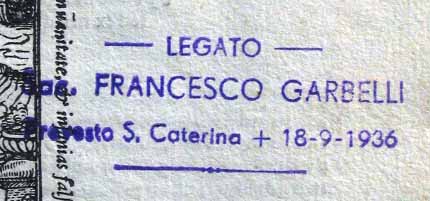 — LEGATO —
Sac. FRANCESCO GARBELLI
Prevosto S. Caterina + 18-9-1936